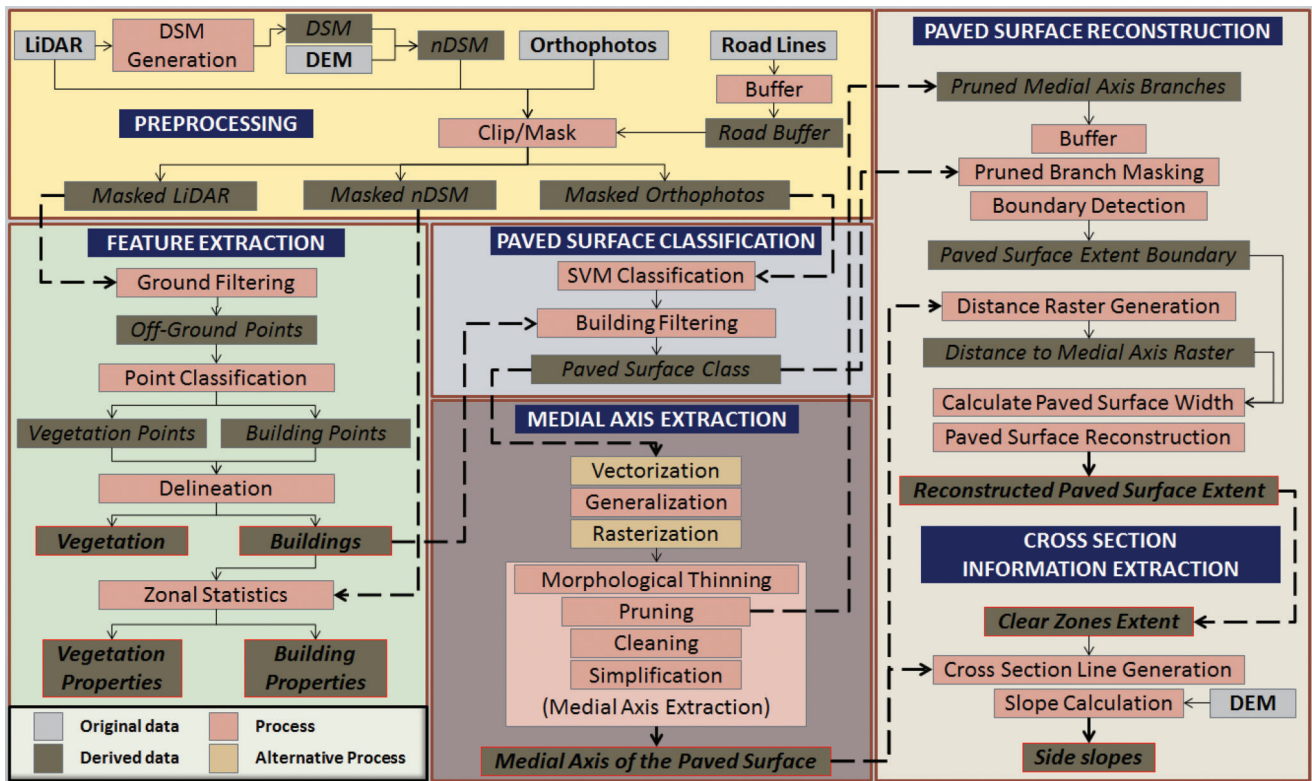 PREPROCESSING
LiDAR
DSM
Generation
DSM
DEM
nDSM
Orthophotos
Road Lines
Buffer
Road Buffer
Clip/Mask
Masked LiDAR
Masked nDSM
Masked Orthophotos
FEATURE EXTRACTION
Ground Filtering
Off-Ground Points
Point Classification
Vegetation Points
Building Points
Delineation
Vegetation
Buildings
Zonal Statistics
Vegetation
Properties
Building
Properties
Original data
Process
Derived data
Alternative Process
PAVED SURFACE CLASSIFICATION
SVM Classification
Building Filtering
Paved Surface Class
MEDIAL AXIS EXTRACTION
Vectorization
Generalization
Rasterization
Morphological Thinning
Pruning
Cleaning
Simplification
(Medial Axis Extraction)
Medial Axis of the Paved Surface
PAVED SURFACE RECONSTRUCTION
Pruned Medial Axis Branches
Buffer
Pruned Branch Masking
Boundary Detection
Paved Surface Extent Boundary
Distance Raster Generation
Distance to Medial Axis Raster
Calculate Paved Surface Width
Paved Surface Reconstruction
Reconstructed Paved Surface Extent
CROSS SECTION
INFORMATION EXTRACTION
Clear Zones Extent
Cross Section Line Generation
Slope Calculation
DEM
Side slopes